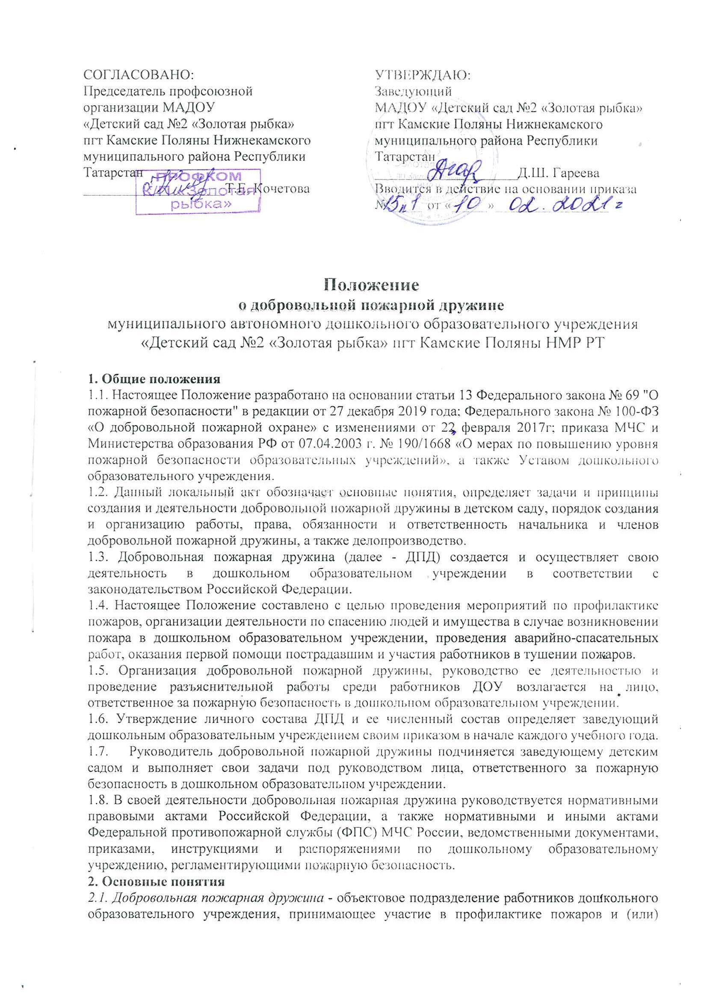 СОГЛАСОВАНО:
Председатель профсоюзной
организации МАДОУ
«Детский сад №2 «Золотая рыбка»
пгт Камские Поляны Нижнекамского
муниципального района Республики
Татарстан
Т.Е. Кочетова
ПРОФКОМ
«Золотая
рыбка»
УТВЕРЖДАЮ:
Заведующий
МАДОУ «Детский сад №2 «Золотая рыбка»
пгт Камские Поляны Нижнекамского
муниципального района Республики
Татарстан
Д.Ш. Гареева
Вводится в действие на основании приказа
№ от «10» 02. 2021 г
Положение
о добровольной пожарной дружине
муниципального автономного дошкольного образовательного учреждения
«Детский сад №2 «Золотая рыбка» пгт Камские Поляны НМР РТ
1. Общие положения
1.1. Настоящее Положение разработано на основании статьи 13 Федерального закона № 69 "О
пожарной безопасности" в редакции от 27 декабря 2019 года; Федерального закона № 100-ФЗ
«О добровольной пожарной охране» с изменениями от 22 февраля 2017г; приказа МЧС и
Министерства образования РФ от 07.04.2003 г. № 190/1668 «О мерах по повышению уровня
пожарной безопасности образовательных учреждений», а также Уставом дошкольного
образовательного учреждения.
1.2. Данный локальный акт обозначает основные понятия, определяет задачи и принципы
создания и деятельности добровольной пожарной дружины в детском саду, порядок создания
и организацию работы, права, обязанности и ответственность начальника и членов
добровольной пожарной дружины, а также делопроизводство.
1.3. Добровольная пожарная дружина (далее - ДПД) создается и осуществляет свою
деятельность в дошкольном образовательном учреждении в соответствии с
законодательством Российской Федерации.
1.4. Настоящее Положение составлено с целью проведения мероприятий по профилактике
пожаров, организации деятельности по спасению людей и имущества в случае возникновении
пожара в дошкольном образовательном учреждении, проведения аварийно-спасательных
работ, оказания первой помощи пострадавшим и участия работников в тушении пожаров.
1.5. Организация добровольной пожарной дружины, руководство ее деятельностью и
проведение разъяснительной работы среди работников ДОУ возлагается на лицо,
ответственное за пожарную безопасность в дошкольном образовательном учреждении.
1.6. Утверждение личного состава ДПД и ее численный состав определяет заведующий
дошкольным образовательным учреждением своим приказом в начале каждого учебного года.
1.7. Руководитель добровольной пожарной дружины подчиняется заведующему детским
садом и выполняет свои задачи под руководством лица, ответственного за пожарную
безопасность в дошкольном образовательном учреждении.
1.8. В своей деятельности добровольная пожарная дружина руководствуется нормативными
правовыми актами Российской Федерации, а также нормативными и иными актами
Федеральной противопожарной службы (ФПС) МЧС России, ведомственными документами,
приказами, инструкциями и распоряжениями по дошкольному образовательному
учреждению, регламентирующими пожарную безопасность.
2. Основные понятия
2.1. Добровольная пожарная дружина - объектовое подразделение работников дошкольного
образовательного учреждения, принимающее участие в профилактике пожаров и (или)